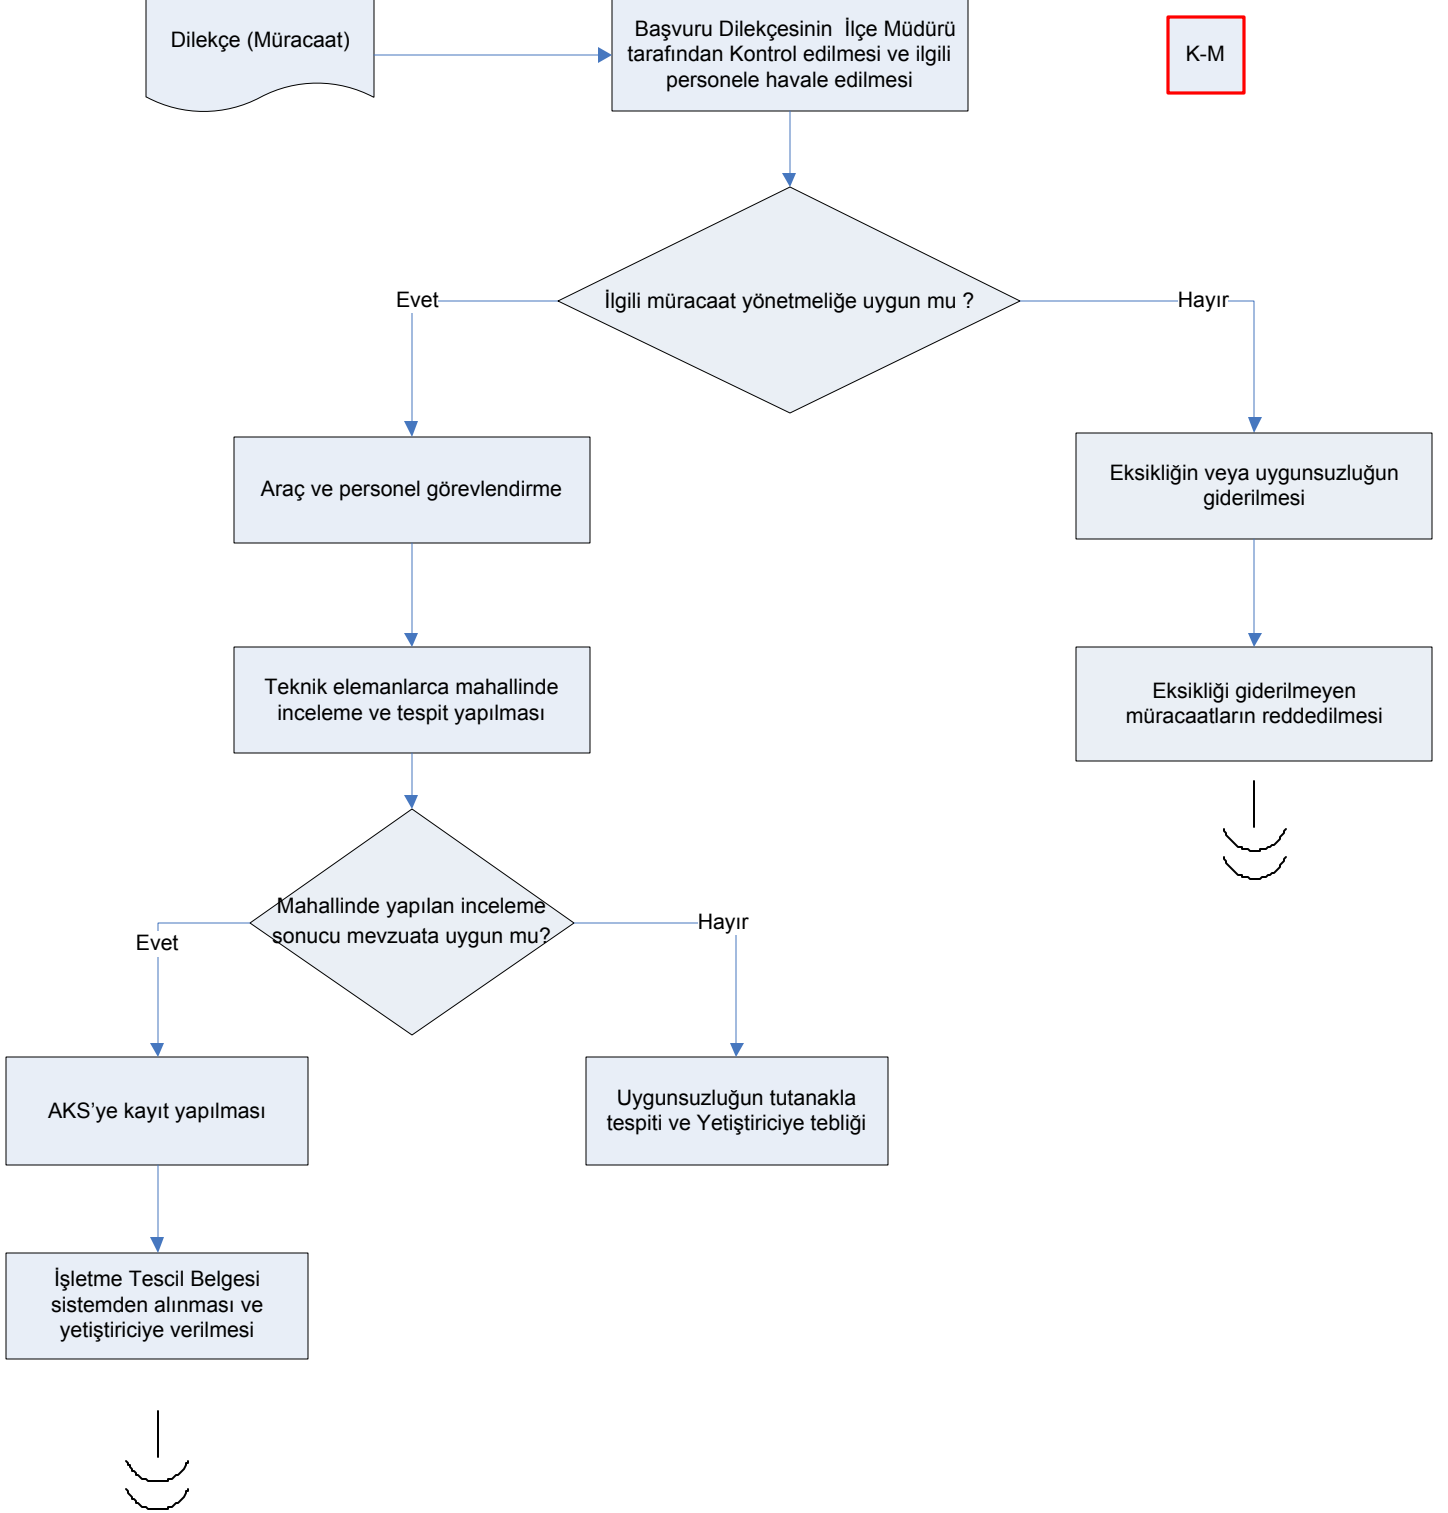 Dilekçe (Müracaat)
Başvuru Dilekçesinin İlçe Müdürü
tarafından Kontrol edilmesi ve ilgili
personele havale edilmesi
K-M
İlgili müracaat yönetmeliğe uygun mu ?
Evet
Hayır
Araç ve personel görevlendirme
Eksikliğin veya uygunsuzluğun
giderilmesi
Teknik elemanlarca mahallinde
inceleme ve tespit yapılması
Eksikliği giderilmeyen
müracaatların reddedilmesi
Mahallinde yapılan inceleme
sonucu mevzuata uygun mu?
Evet
Hayır
AKS’ye kayıt yapılması
Uygunsuzluğun tutanakla
tespiti ve Yetiştiriciye tebliği
İşletme Tescil Belgesi
sistemden alınması ve
yetiştiriciye verilmesi